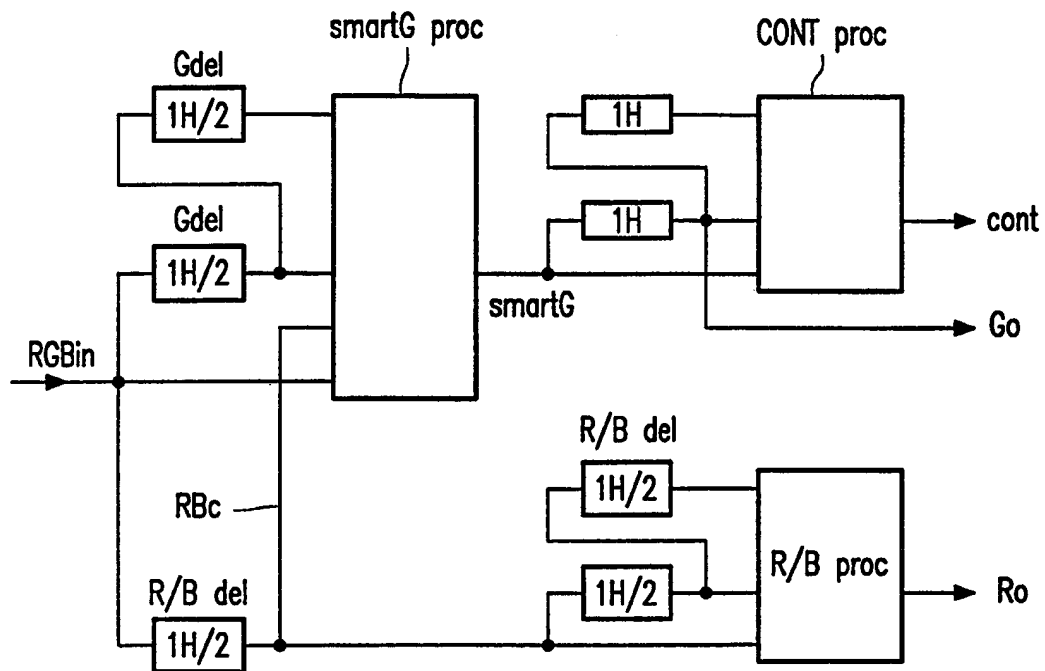 smartG proc
CONT proc
Gdel
1H/2
1H
Gdel
1H
1H/2
cont
smartG
Go
RGBin
R/B del
1H/2
RBc
R/B proc
R/B del
1H/2
Ro
1H/2